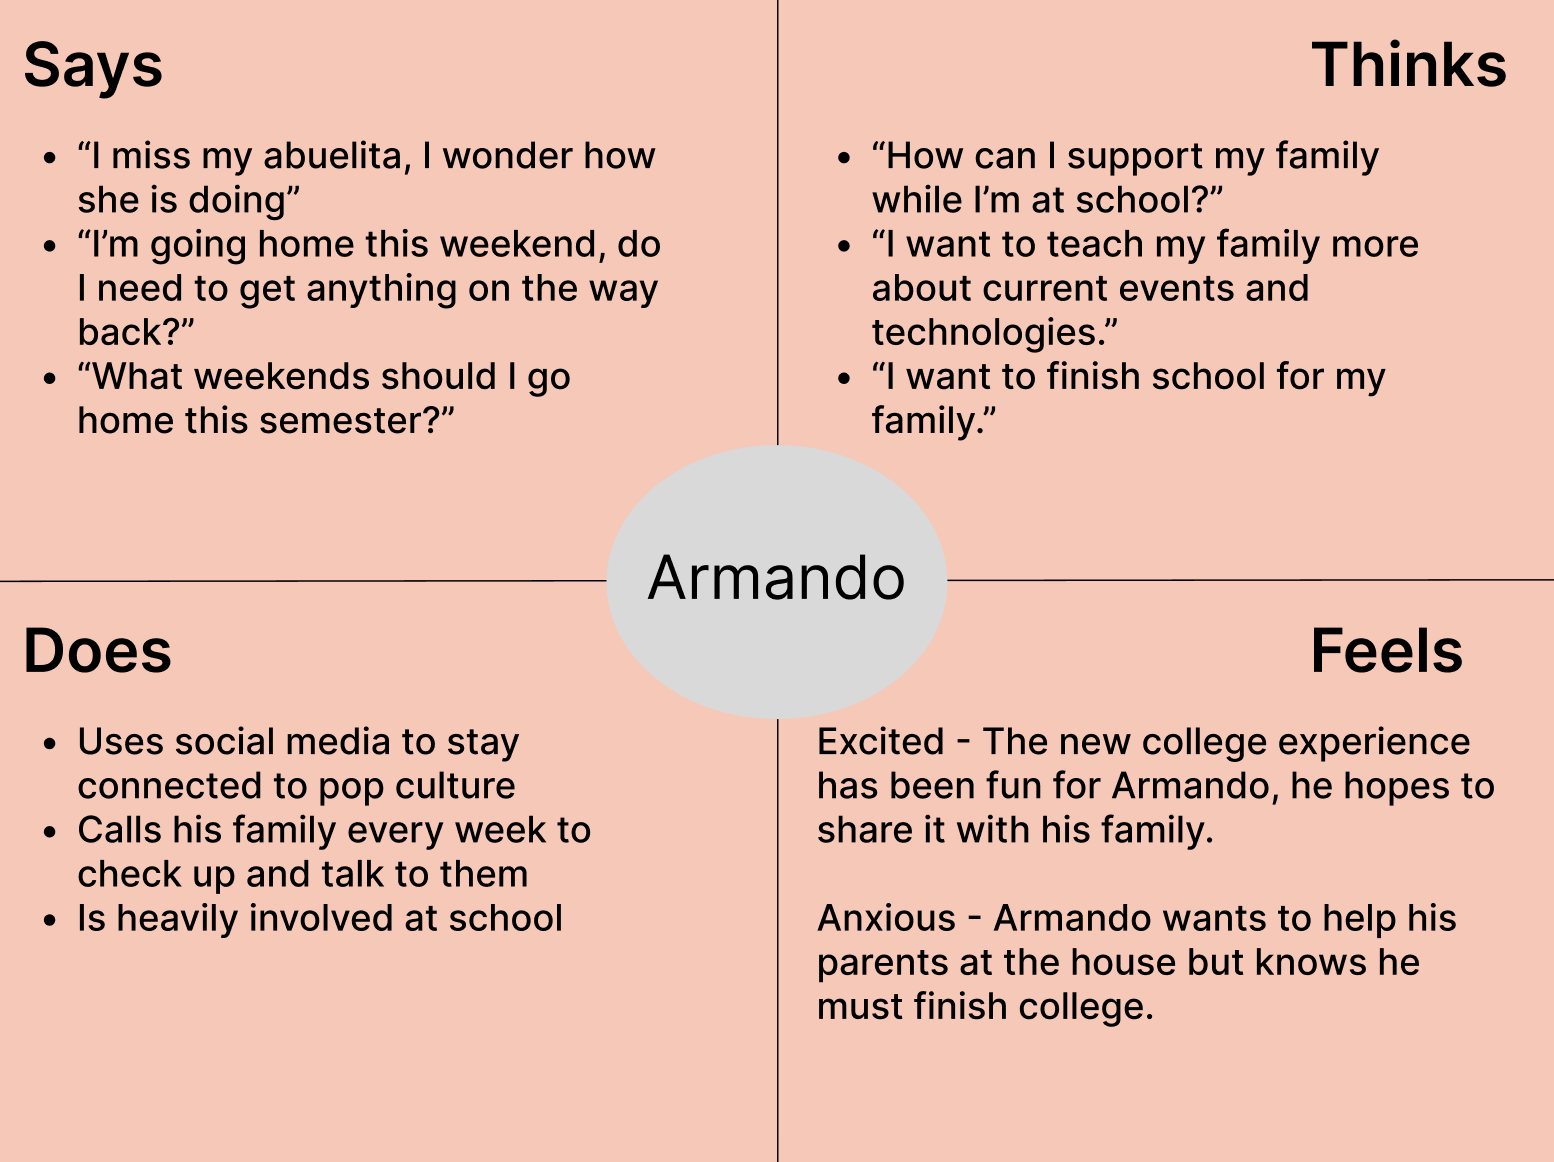 Says
• “I miss my abuelita, I wonder how
she is doing”
• “I’m going home this weekend, do
I need to get anything on the way
back?”
• “What weekends should I go
home this semester?”
Thinks
• “How can I support my family
while I’m at school?”
• “I want to teach my family more
about current events and
technologies.”
• “I want to finish school for my
family.”
Armando
Does
• Uses social media to stay
connected to pop culture
• Calls his family every week to
check up and talk to them
• Is heavily involved at school
Feels
Excited - The new college experience
has been fun for Armando, he hopes to
share it with his family.
Anxious - Armando wants to help his
parents at the house but knows he
must finish college.